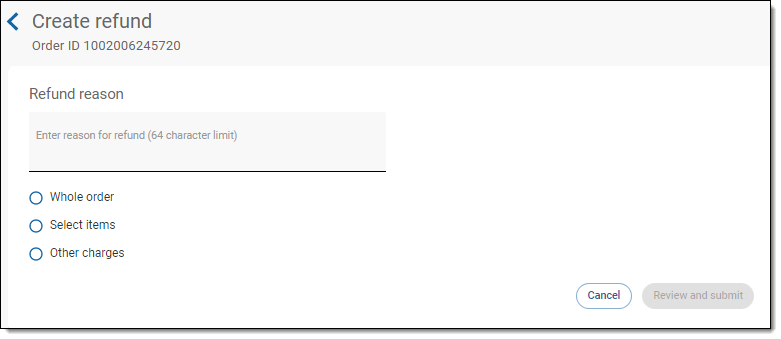 Create refund
Order ID 1002006245720
Refund reason
Enter reason for refund (64 character limit)
Whole order
Select items
Other charges
Cancel Review and submit